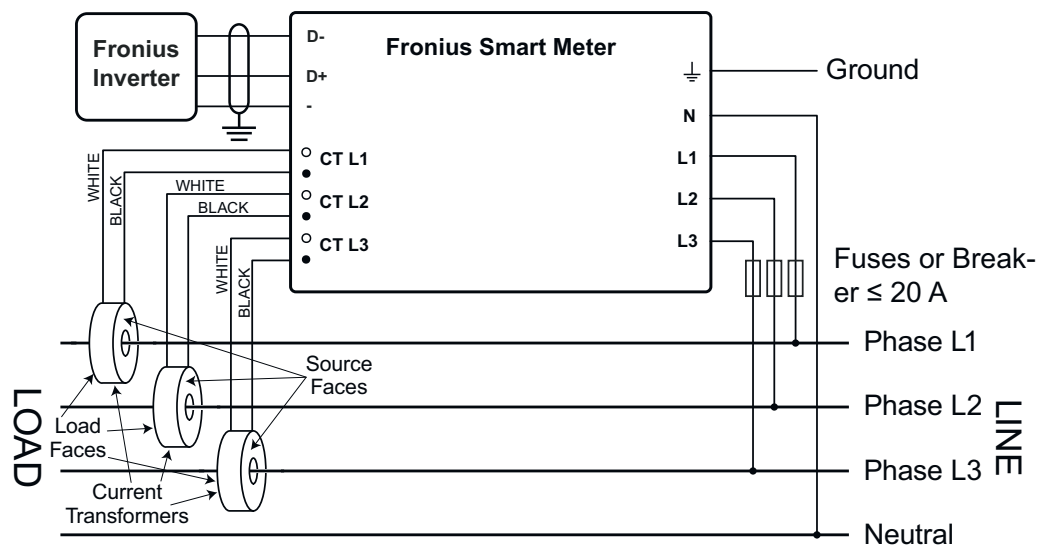 Fronius
Inverter
D-
D+
-
Fronius Smart Meter
Ground
N
L1
L2
L3
CT L1
CT L2
CT L3
WHITE
BLACK
WHITE
BLACK
WHITE
BLACK
Fuses or Break-
er ≤ 20 A
Phase L1
Phase L2
Phase L3
Neutral
LINE
LOAD
Source
Faces
Load
Faces
Current
Transformers